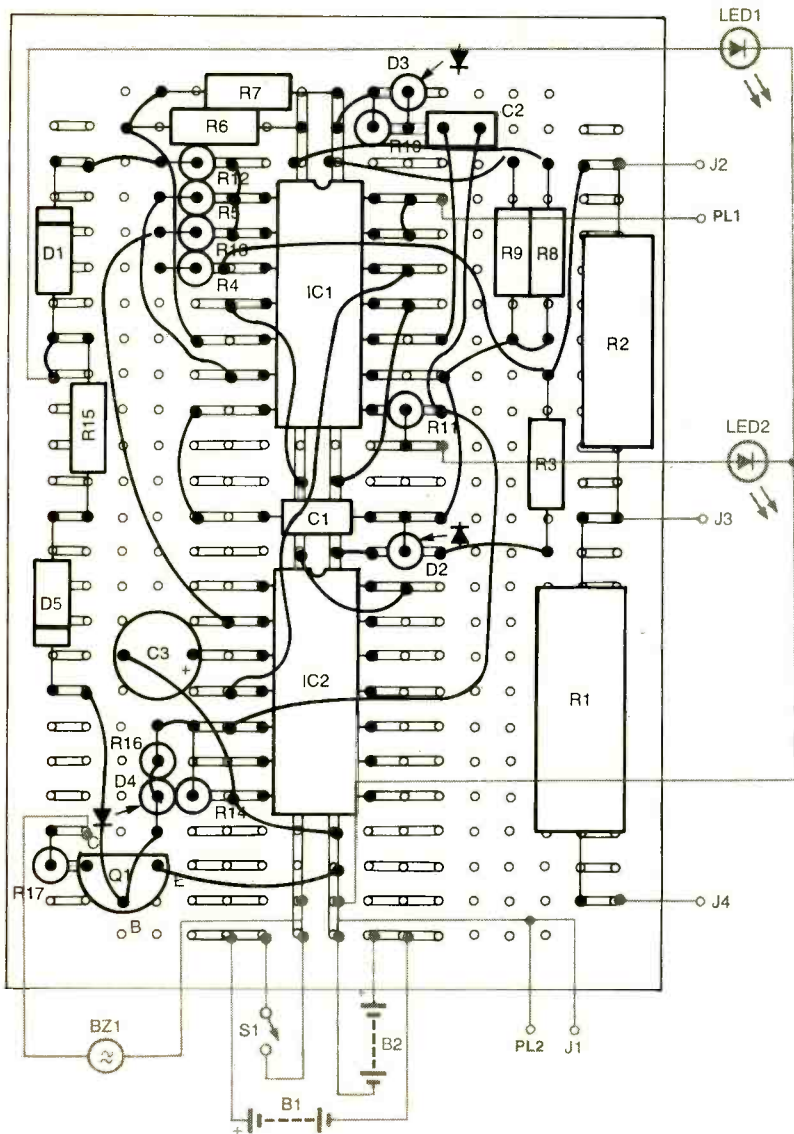 LED1
D3
R7
C2
R6
R10
J2
R12
PL1
R5
D1
R13
R9
R8
R4
IC1
R2
R15
R11
LED2
R3
C1
J3
D2
D5
C3
+
IC2
R1
R16
D4
R14
C
Q1
E
R17
J4
B
+
S1
BZ1
B2
PL2
J1
B1
+